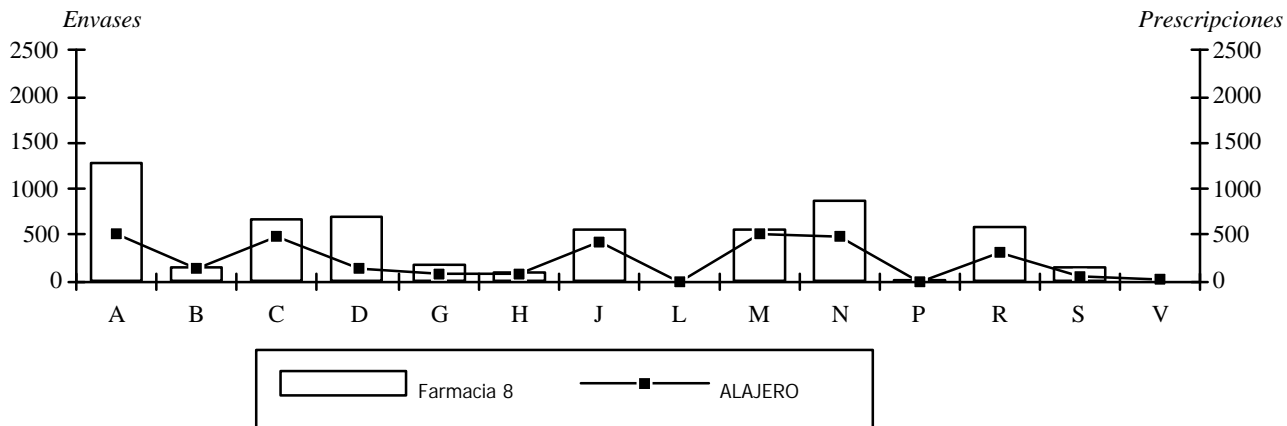 Envases Prescripciones
2500 2500
2000 2000
1500 1500
1000 1000
500 500
0 0
A B C D G H J L M N P R S V
Farmacia 8 ALAJERO